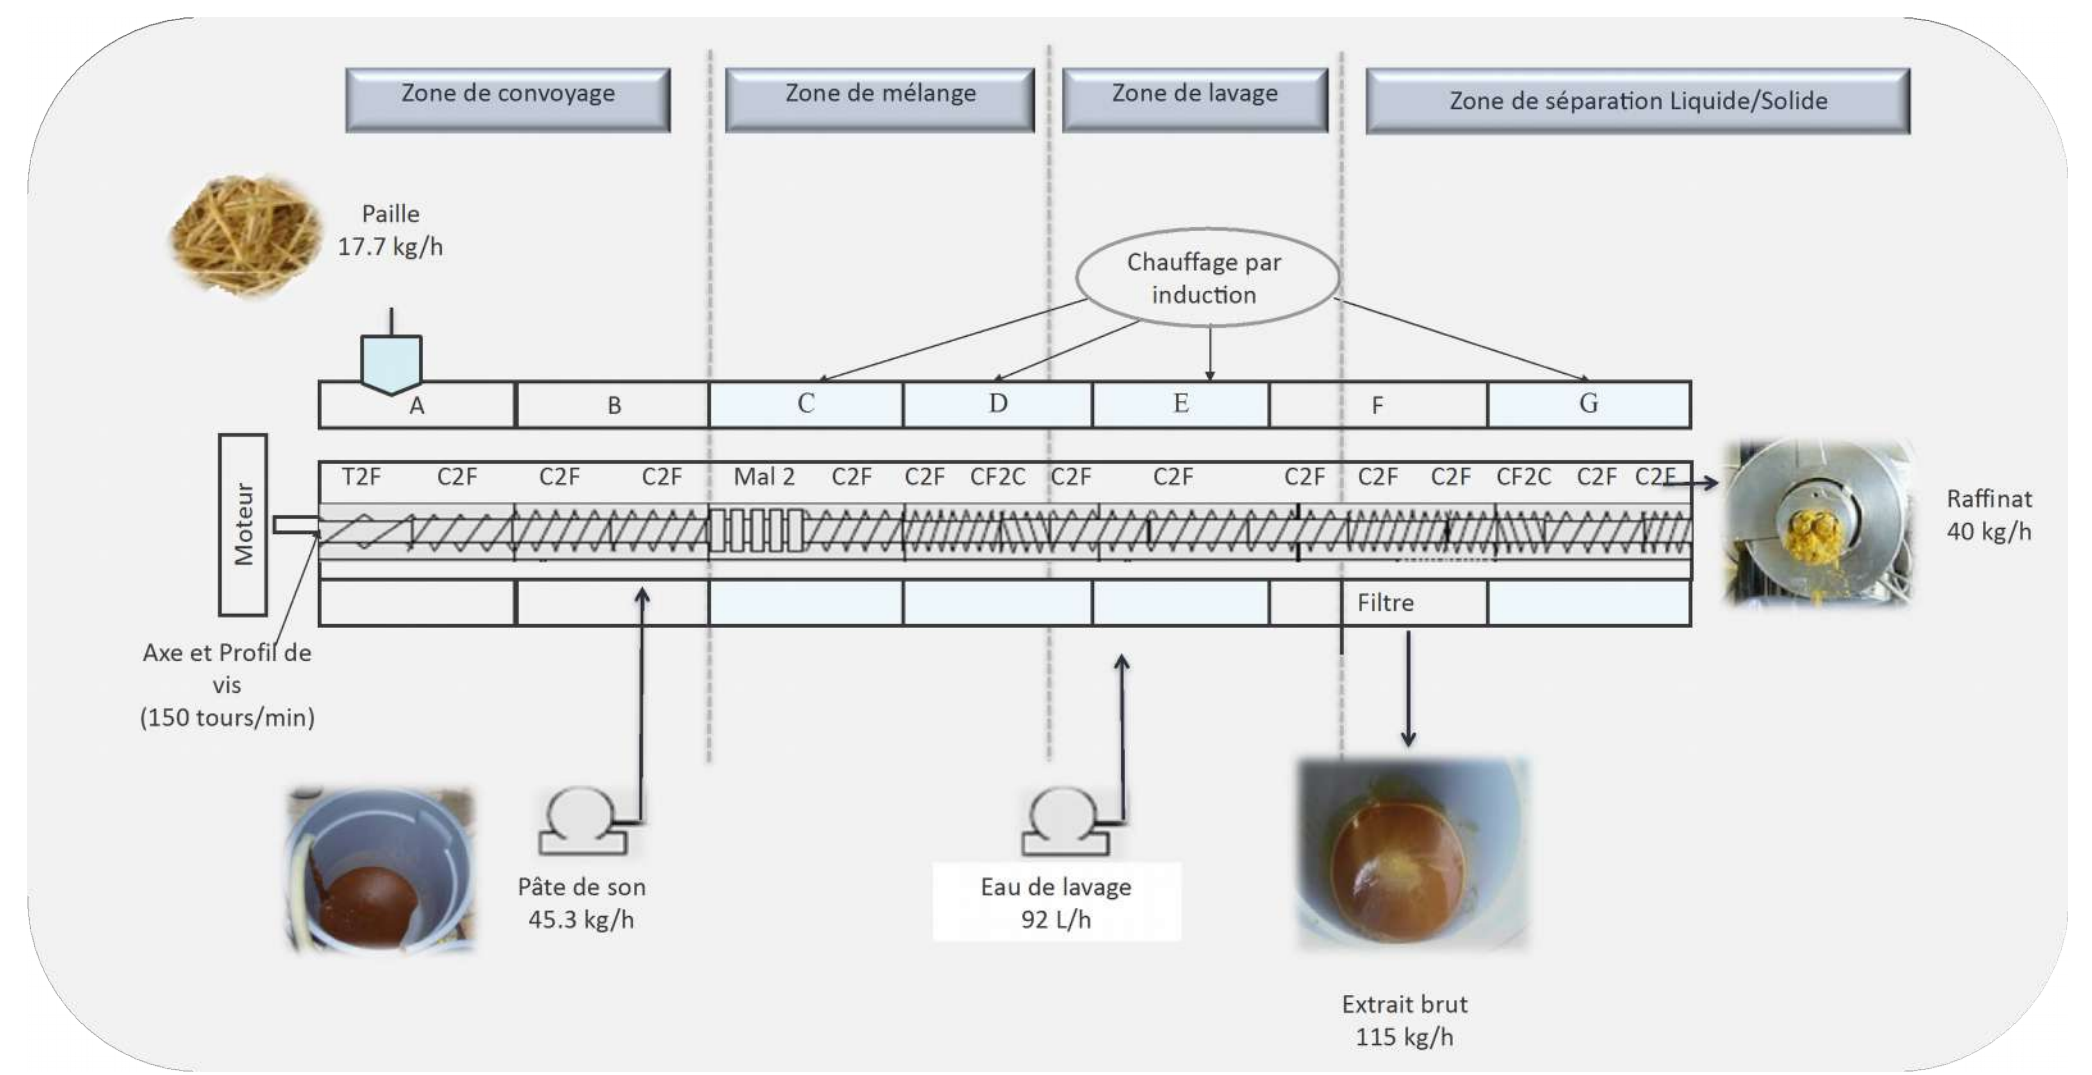 Zone de convoyage
Zone de mélange
Zone de lavage
Zone de séparation Liquide/Solide
Paille
17.7 kg/h
Chauffage par
induction
A
B
C
D
E
F
G
Moteur
T2F
C2F
C2F
C2F
Mal 2
C2F
C2F
CF2C
C2F
C2F
C2F
C2F
C2F
CF2C
C2F
C2F
Raffinat
40 kg/h
Filtre
Axe et Profil de
vis
(150 tours/min)
Pâte de son
45.3 kg/h
Eau de lavage
92 L/h
Extrait brut
115 kg/h